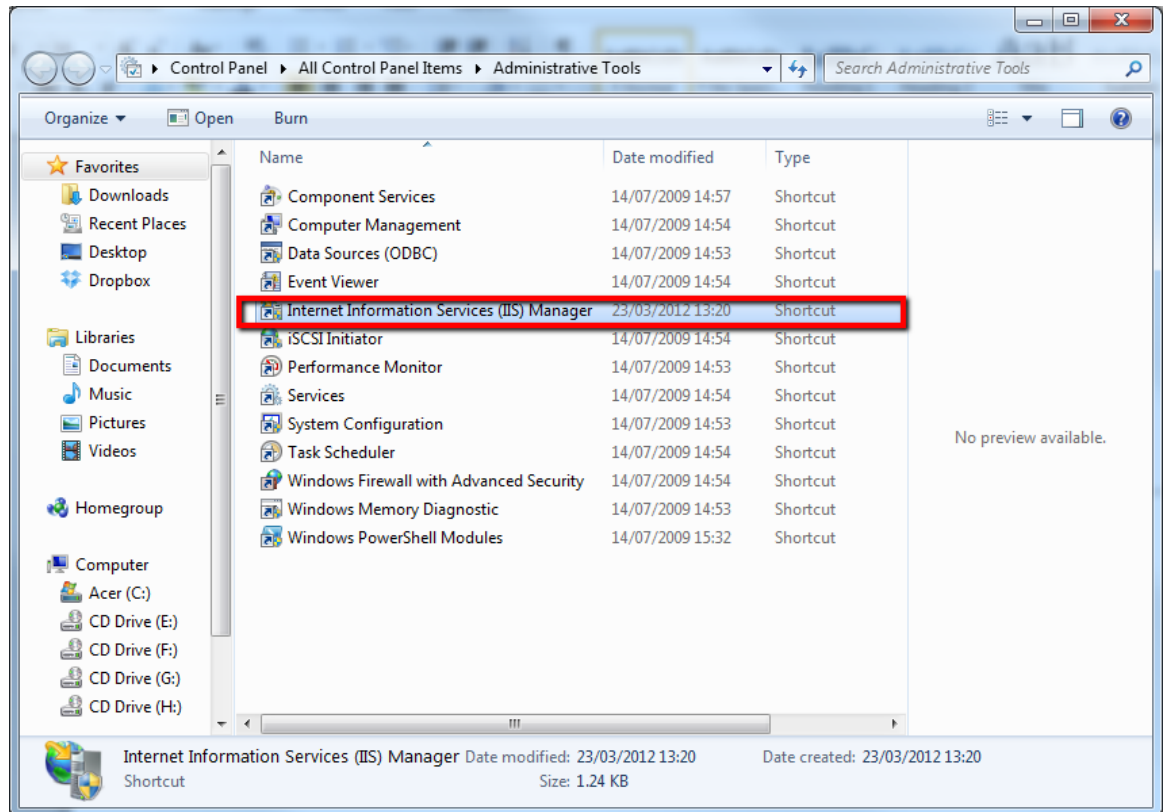 Control Panel ▸ All Control Panel Items ▸ Administrative Tools
Search Administrative Tools
Organize Open Burn
Favorites
Downloads
Recent Places
Desktop
Dropbox
Libraries
Documents
Music
Pictures
Videos
Homegroup
Computer
Acer (C:)
CD Drive (E:)
CD Drive (F:)
CD Drive (G:)
CD Drive (H:)
Name Date modified Type
Component Services 14/07/2009 14:57 Shortcut
Computer Management 14/07/2009 14:54 Shortcut
Data Sources (ODBC) 14/07/2009 14:53 Shortcut
Event Viewer 14/07/2009 14:54 Shortcut
Internet Information Services (IIS) Manager 23/03/2012 13:20 Shortcut
iSCSI Initiator 14/07/2009 14:54 Shortcut
Performance Monitor 14/07/2009 14:53 Shortcut
Services 14/07/2009 14:54 Shortcut
System Configuration 14/07/2009 14:53 Shortcut
Task Scheduler 14/07/2009 14:54 Shortcut
Windows Firewall with Advanced Security 14/07/2009 14:54 Shortcut
Windows Memory Diagnostic 14/07/2009 14:53 Shortcut
Windows PowerShell Modules 14/07/2009 15:32 Shortcut
No preview available.
Internet Information Services (IIS) Manager Date modified: 23/03/2012 13:20 Date created: 23/03/2012 13:20
Shortcut Size: 1.24 KB